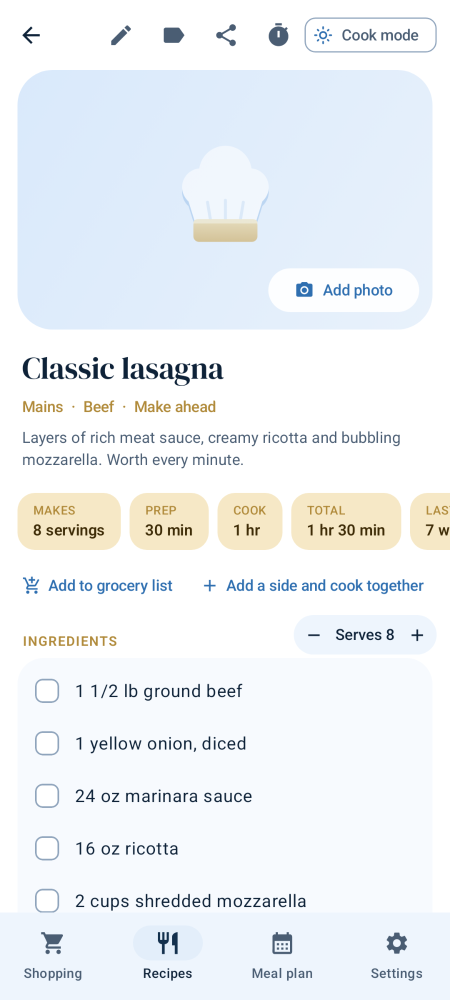 Cook mode
Add photo
Classic lasagna
Mains · Beef · Make ahead
Layers of rich meat sauce, creamy ricotta and bubbling
mozzarella. Worth every minute.
MAKES
8 servings
PREP
30 min
COOK
1 hr
TOTAL
1 hr 30 min
LAS
7 w
Add to grocery list
Add a side and cook together
INGREDIENTS
Serves 8
1 1/2 lb ground beef
1 yellow onion, diced
24 oz marinara sauce
16 oz ricotta
2 cups shredded mozzarella
Shopping
Recipes
Meal plan
Settings